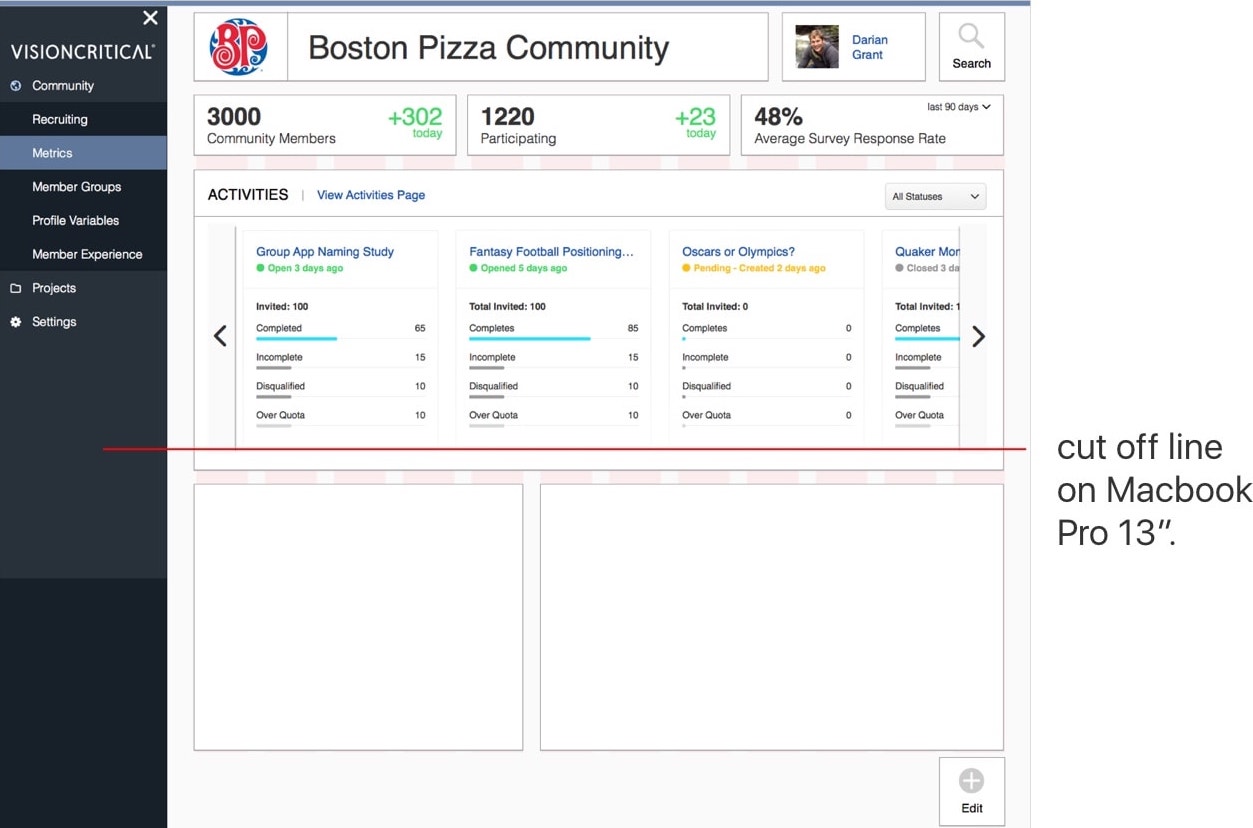 VISIONCRITICAL®
Community
Recruiting
Metrics
Member Groups
Profile Variables
Member Experience
Projects
Settings
BP
Boston Pizza Community
Darian
Grant
Search
3000
Community Members
+302
today
1220
Participating
+23
today
48%
Average Survey Response Rate
last 90 days
ACTIVITIES | View Activities Page
All Statuses
Group App Naming Study
Open 3 days ago
Invited: 100
Completed 65
Incomplete 15
Disqualified 10
Over Quota 10
Fantasy Football Positioning...
Opened 5 days ago
Total Invited: 100
Completes 85
Incomplete 15
Disqualified 10
Over Quota 10
Oscars or Olympics?
Pending - Created 2 days ago
Total Invited: 0
Completes 0
Incomplete 0
Disqualified 0
Over Quota 0
Quaker Mor
Closed 3 da
Total Invited: 1
Completes
Incomplete
Disqualified
Over Quota
cut off line
on Macbook
Pro 13”.
Edit